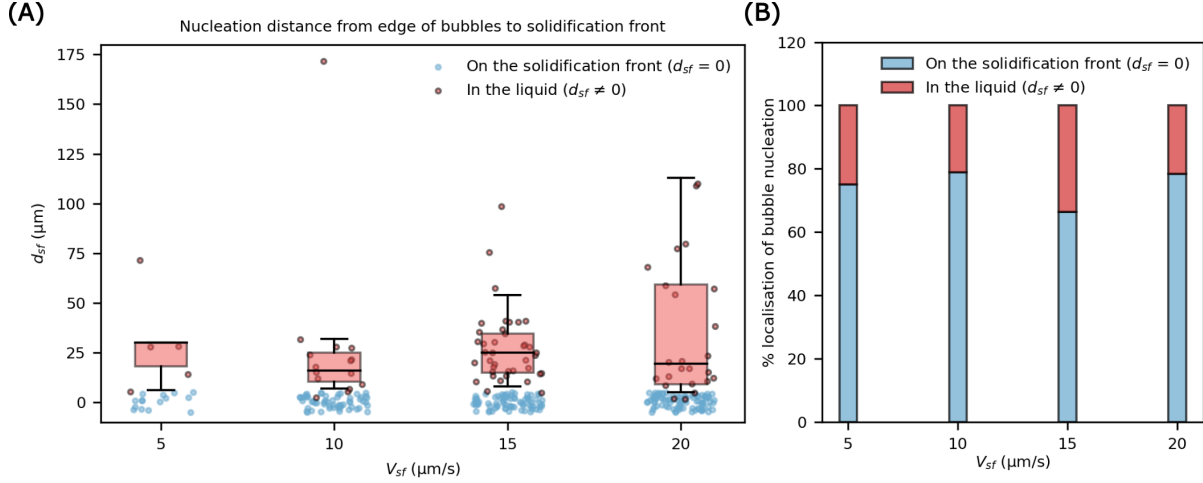 (A)
Nucleation distance from edge of bubbles to solidification front
175
150
125
100
75
50
25
0
d_sf (μm)
On the solidification front (d_sf = 0)
In the liquid (d_sf ≠ 0)
5 10 15 20
V_sf (μm/s)
(B)
120
100
80
60
40
20
0
% localisation of bubble nucleation
On the solidification front (d_sf = 0)
In the liquid (d_sf ≠ 0)
5 10 15 20
V_sf (μm/s)